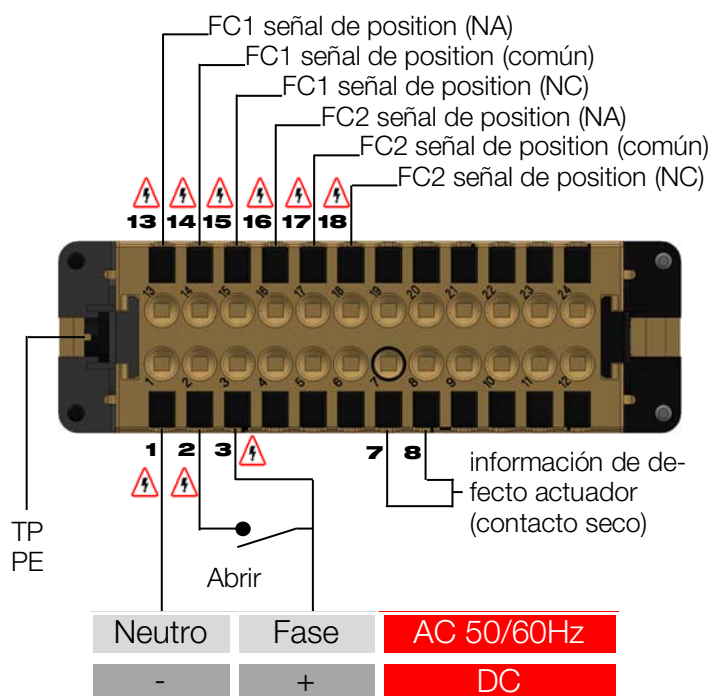 FC1 señal de position (NA)
FC1 señal de position (común)
FC1 señal de position (NC)
FC2 señal de position (NA)
FC2 señal de position (común)
FC2 señal de position (NC)
13 14 15 16 17 18
13 14 15 16 17 18 19 20 21 22 23 24
1 2 3 4 5 6 7 8 9 10 11 12
1 2 3 7 8
información de de-
fecto actuador
(contacto seco)
TP
PE
Abrir
Neutro Fase AC 50/60Hz
- + DC